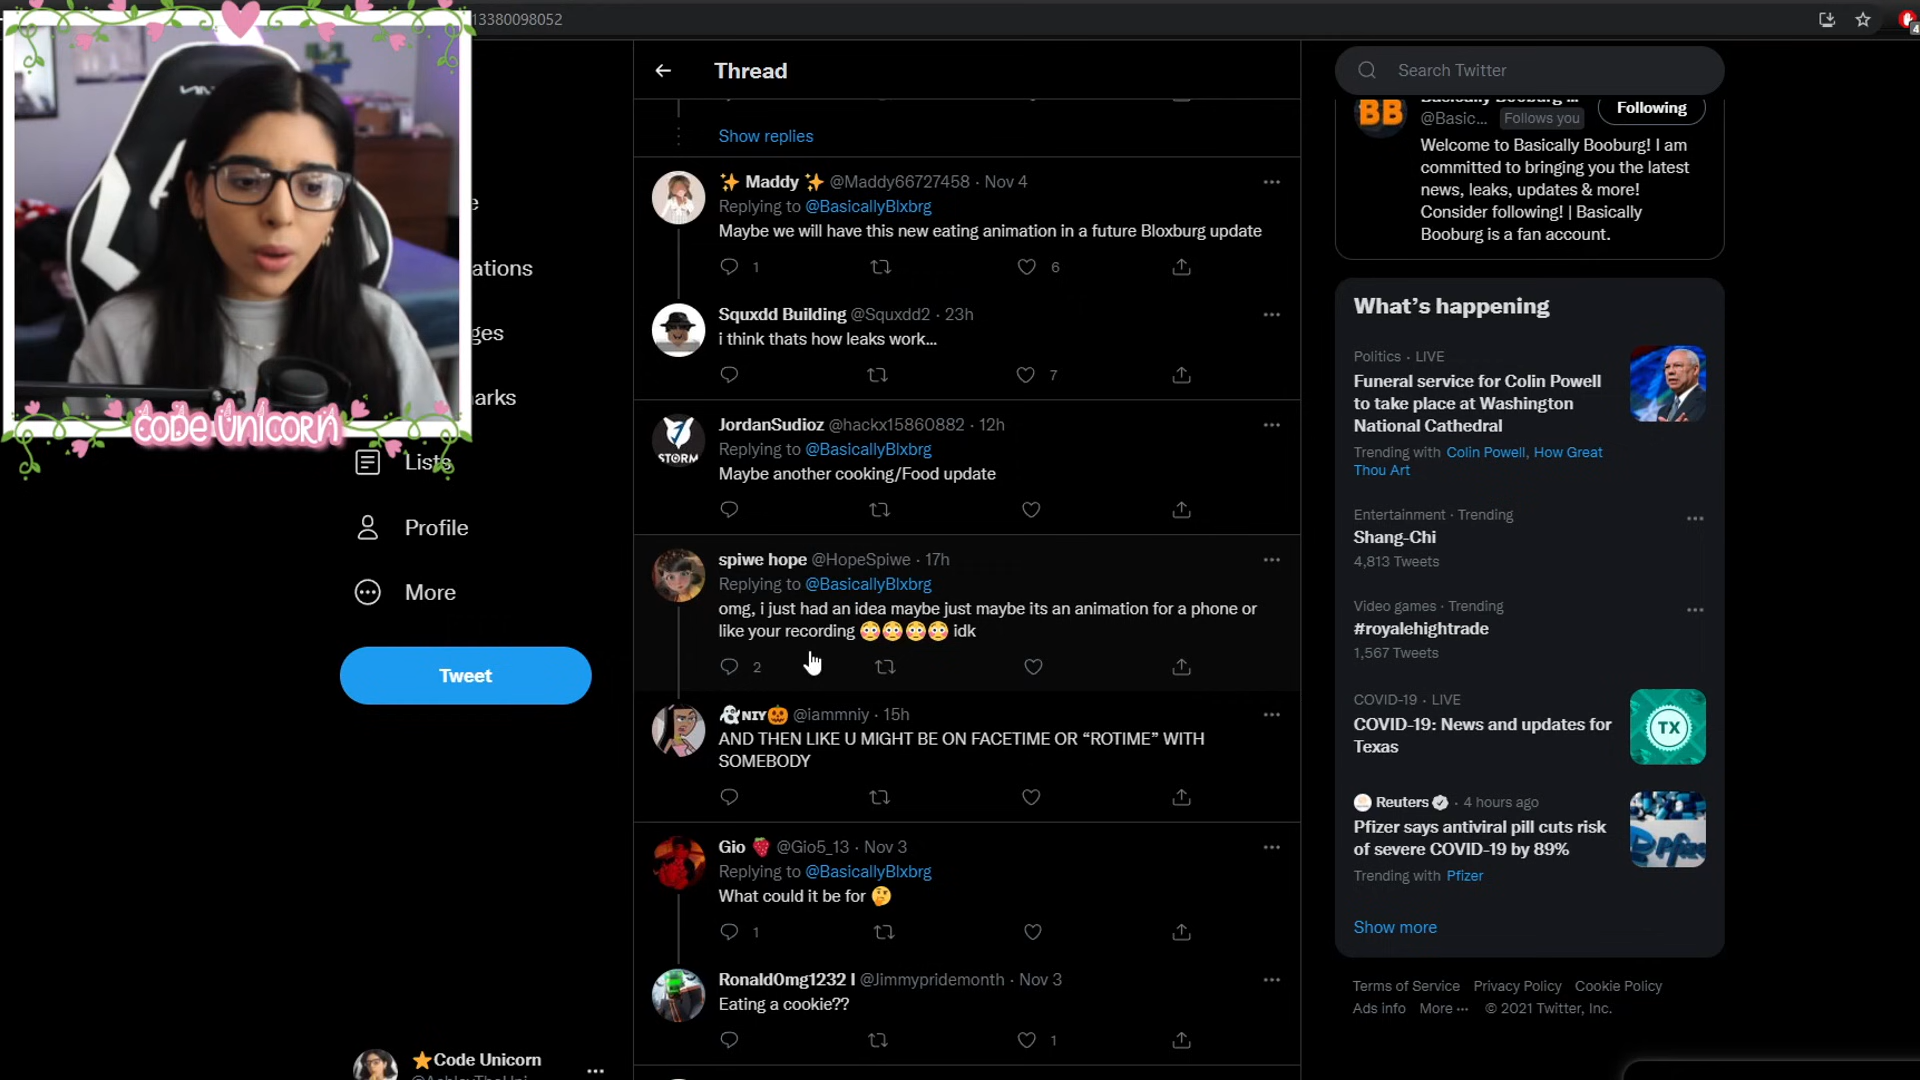 13380098052
Thread
Search Twitter
Following
@Basic... Follows you
Welcome to Basically Booburg! I am
committed to bringing you the latest
news, leaks, updates & more!
Consider following! | Basically
Booburg is a fan account.
BB
Show replies
✨ Maddy ✨ @Maddy66727458 · Nov 4
Replying to @BasicallyBlxbrg
Maybe we will have this new eating animation in a future Bloxburg update
1 6
Squxdd Building @Squxdd2 · 23h
i think thats how leaks work...
7
JordanSudioz @hackx15860882 · 12h
Replying to @BasicallyBlxbrg
Maybe another cooking/Food update
STORM
spiwe hope @HopeSpiwe · 17h
Replying to @BasicallyBlxbrg
omg, i just had an idea maybe just maybe its an animation for a phone or
like your recording 😳😳😳😳 idk
2
👻NIY🎃 @iammniy · 15h
AND THEN LIKE U MIGHT BE ON FACETIME OR “ROTIME” WITH
SOMEBODY
Gio 🍓 @Gio5_13 · Nov 3
Replying to @BasicallyBlxbrg
What could it be for 🤔
1
RonaldOmg1232 I @Jimmypridemonth · Nov 3
Eating a cookie??
1
CODE UNICORN
e
ations
ges
arks
Lists
Profile
More
Tweet
⭐Code Unicorn
What’s happening
Politics · LIVE
Funeral service for Colin Powell
to take place at Washington
National Cathedral
Trending with Colin Powell, How Great
Thou Art
Entertainment · Trending
Shang-Chi
4,813 Tweets
Video games · Trending
#royalehightrade
1,567 Tweets
COVID-19 · LIVE
COVID-19: News and updates for
Texas
TX
Reuters · 4 hours ago
Pfizer says antiviral pill cuts risk
of severe COVID-19 by 89%
Trending with Pfizer
Pfizer
Show more
Terms of Service Privacy Policy Cookie Policy
Ads info More ··· © 2021 Twitter, Inc.
4